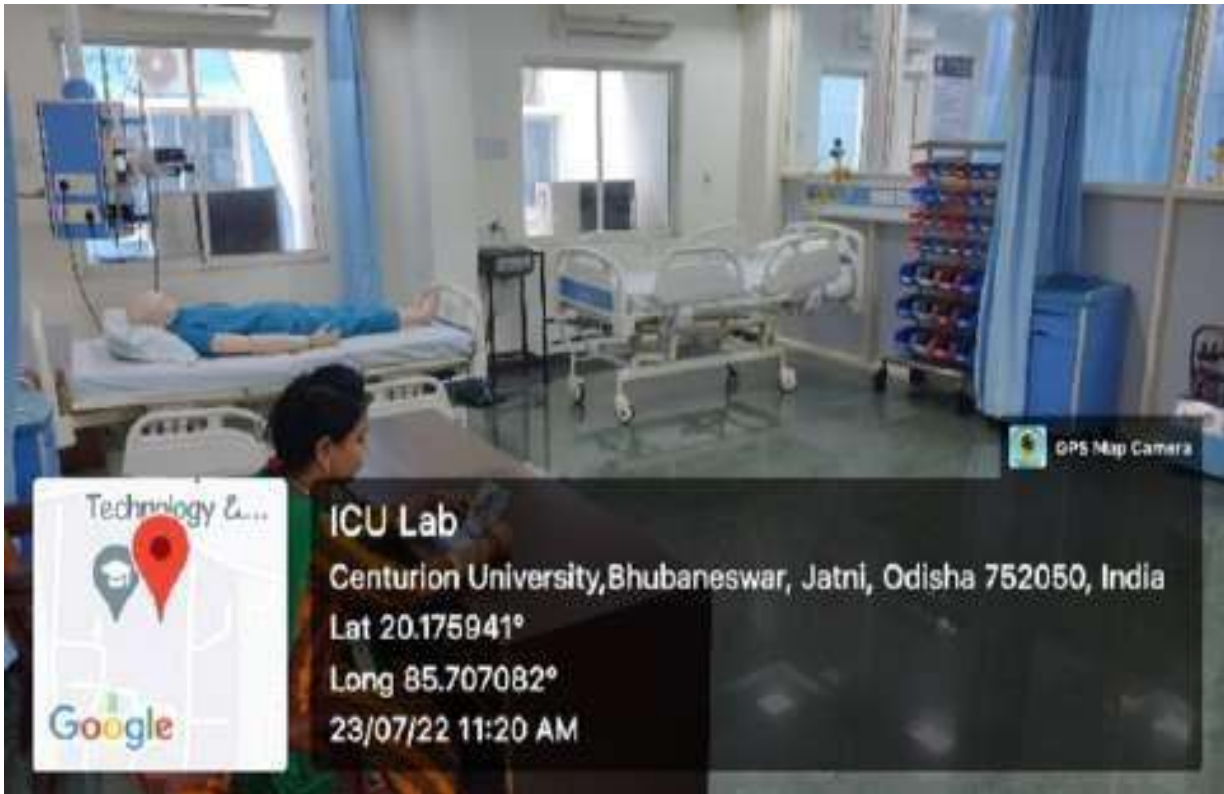 GPS Map Camera
Technology &...
Google
ICU Lab
Centurion University,Bhubaneswar, Jatni, Odisha 752050, India
Lat 20.175941°
Long 85.707082°
23/07/22 11:20 AM